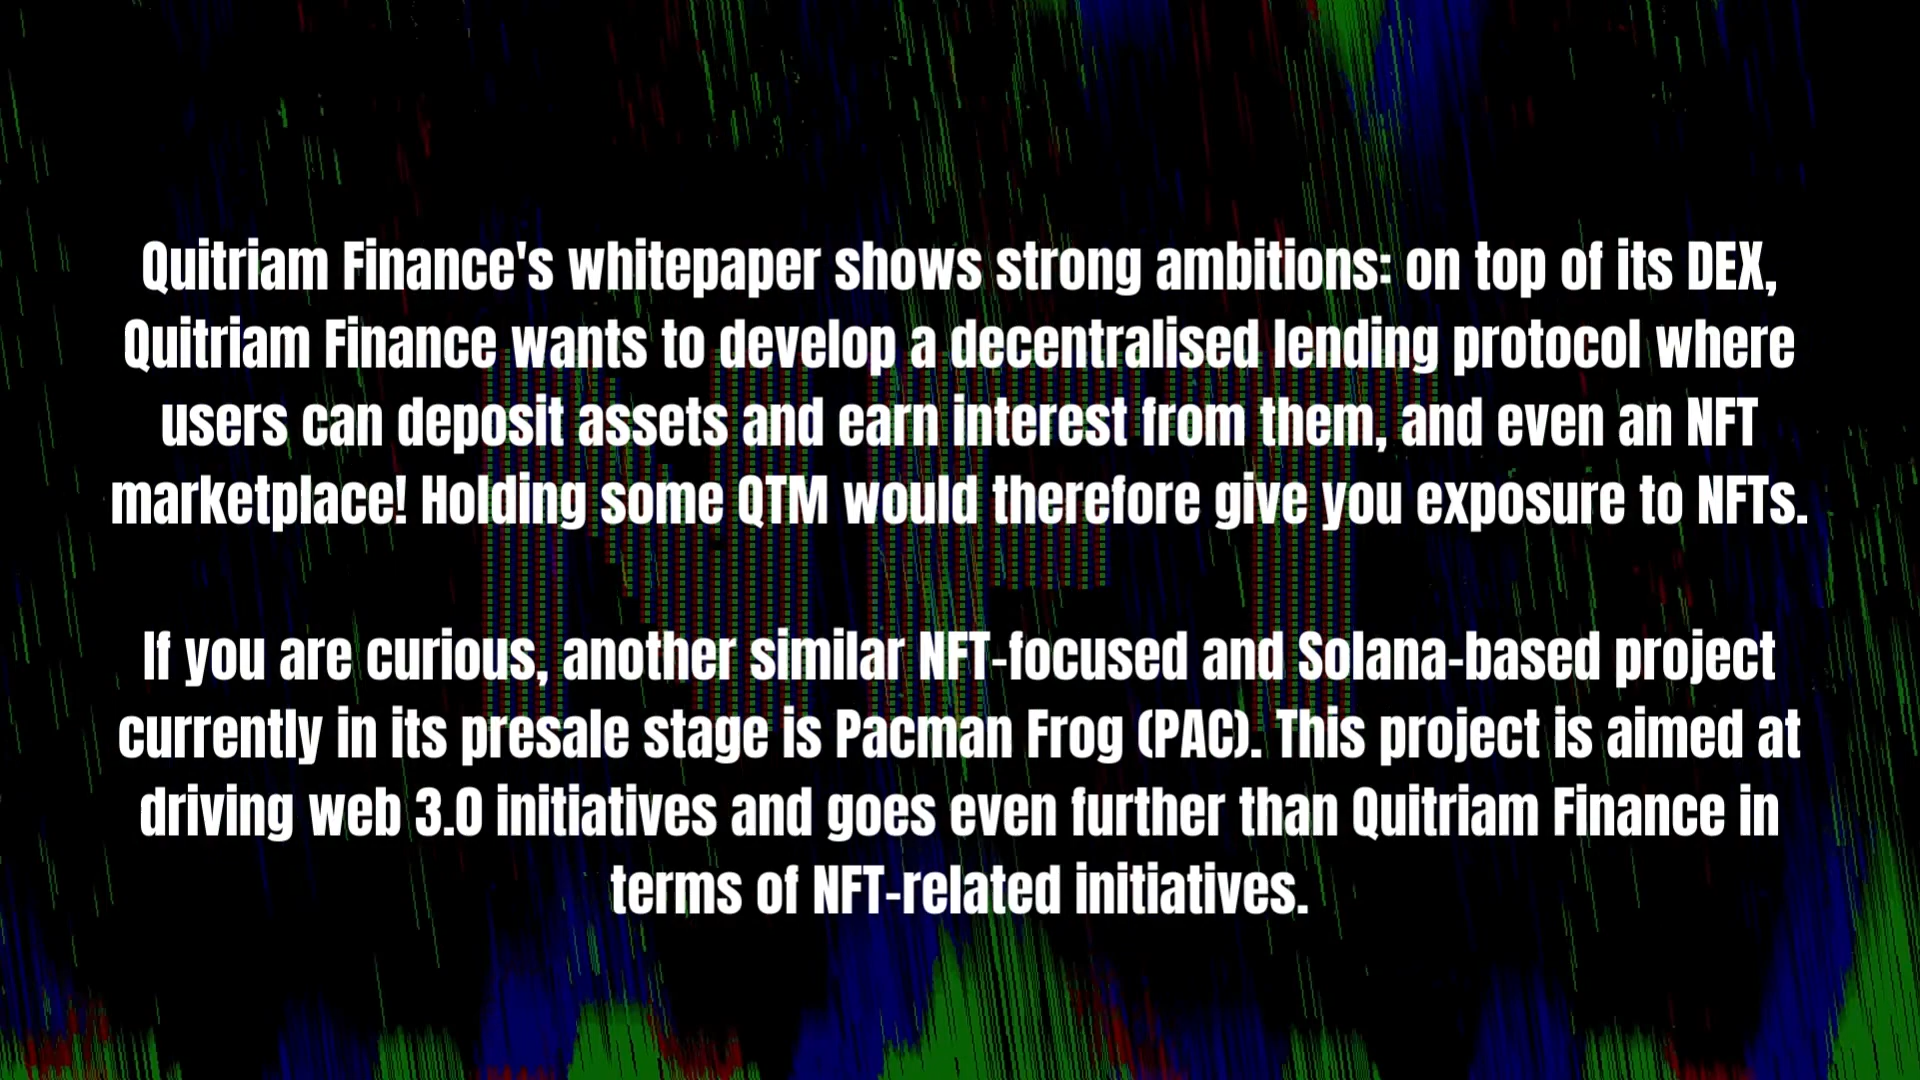 Quitriam Finance's whitepaper shows strong ambitions: on top of its DEX,
Quitriam Finance wants to develop a decentralised lending protocol where
users can deposit assets and earn interest from them, and even an NFT
marketplace! Holding some QTM would therefore give you exposure to NFTs.
If you are curious, another similar NFT-focused and Solana-based project
currently in its presale stage is Pacman Frog (PAC). This project is aimed at
driving web 3.0 initiatives and goes even further than Quitriam Finance in
terms of NFT-related initiatives.
NFT